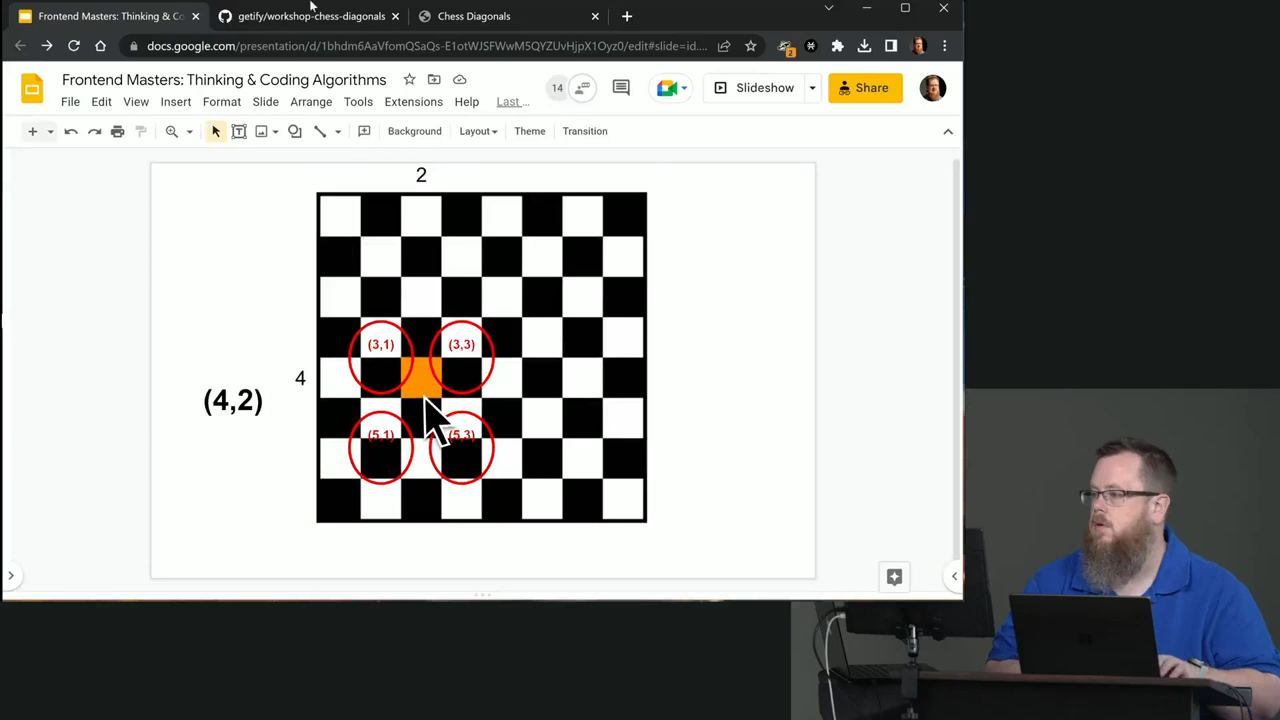 Frontend Masters: Thinking & Co
getify/workshop-chess-diagonals
Chess Diagonals
docs.google.com/presentation/d/1bhdm6AaVfomQSaQs-E1otWJSFWwM5QYZUvHjpX1Oyz0/edit#slide=id....
2
Frontend Masters: Thinking & Coding Algorithms
14
Slideshow
Share
File Edit View Insert Format Slide Arrange Tools Extensions Help Last ...
Background Layout Theme Transition
2
(3,1) (3,3)
4
(4,2)
(5,1) (5,3)